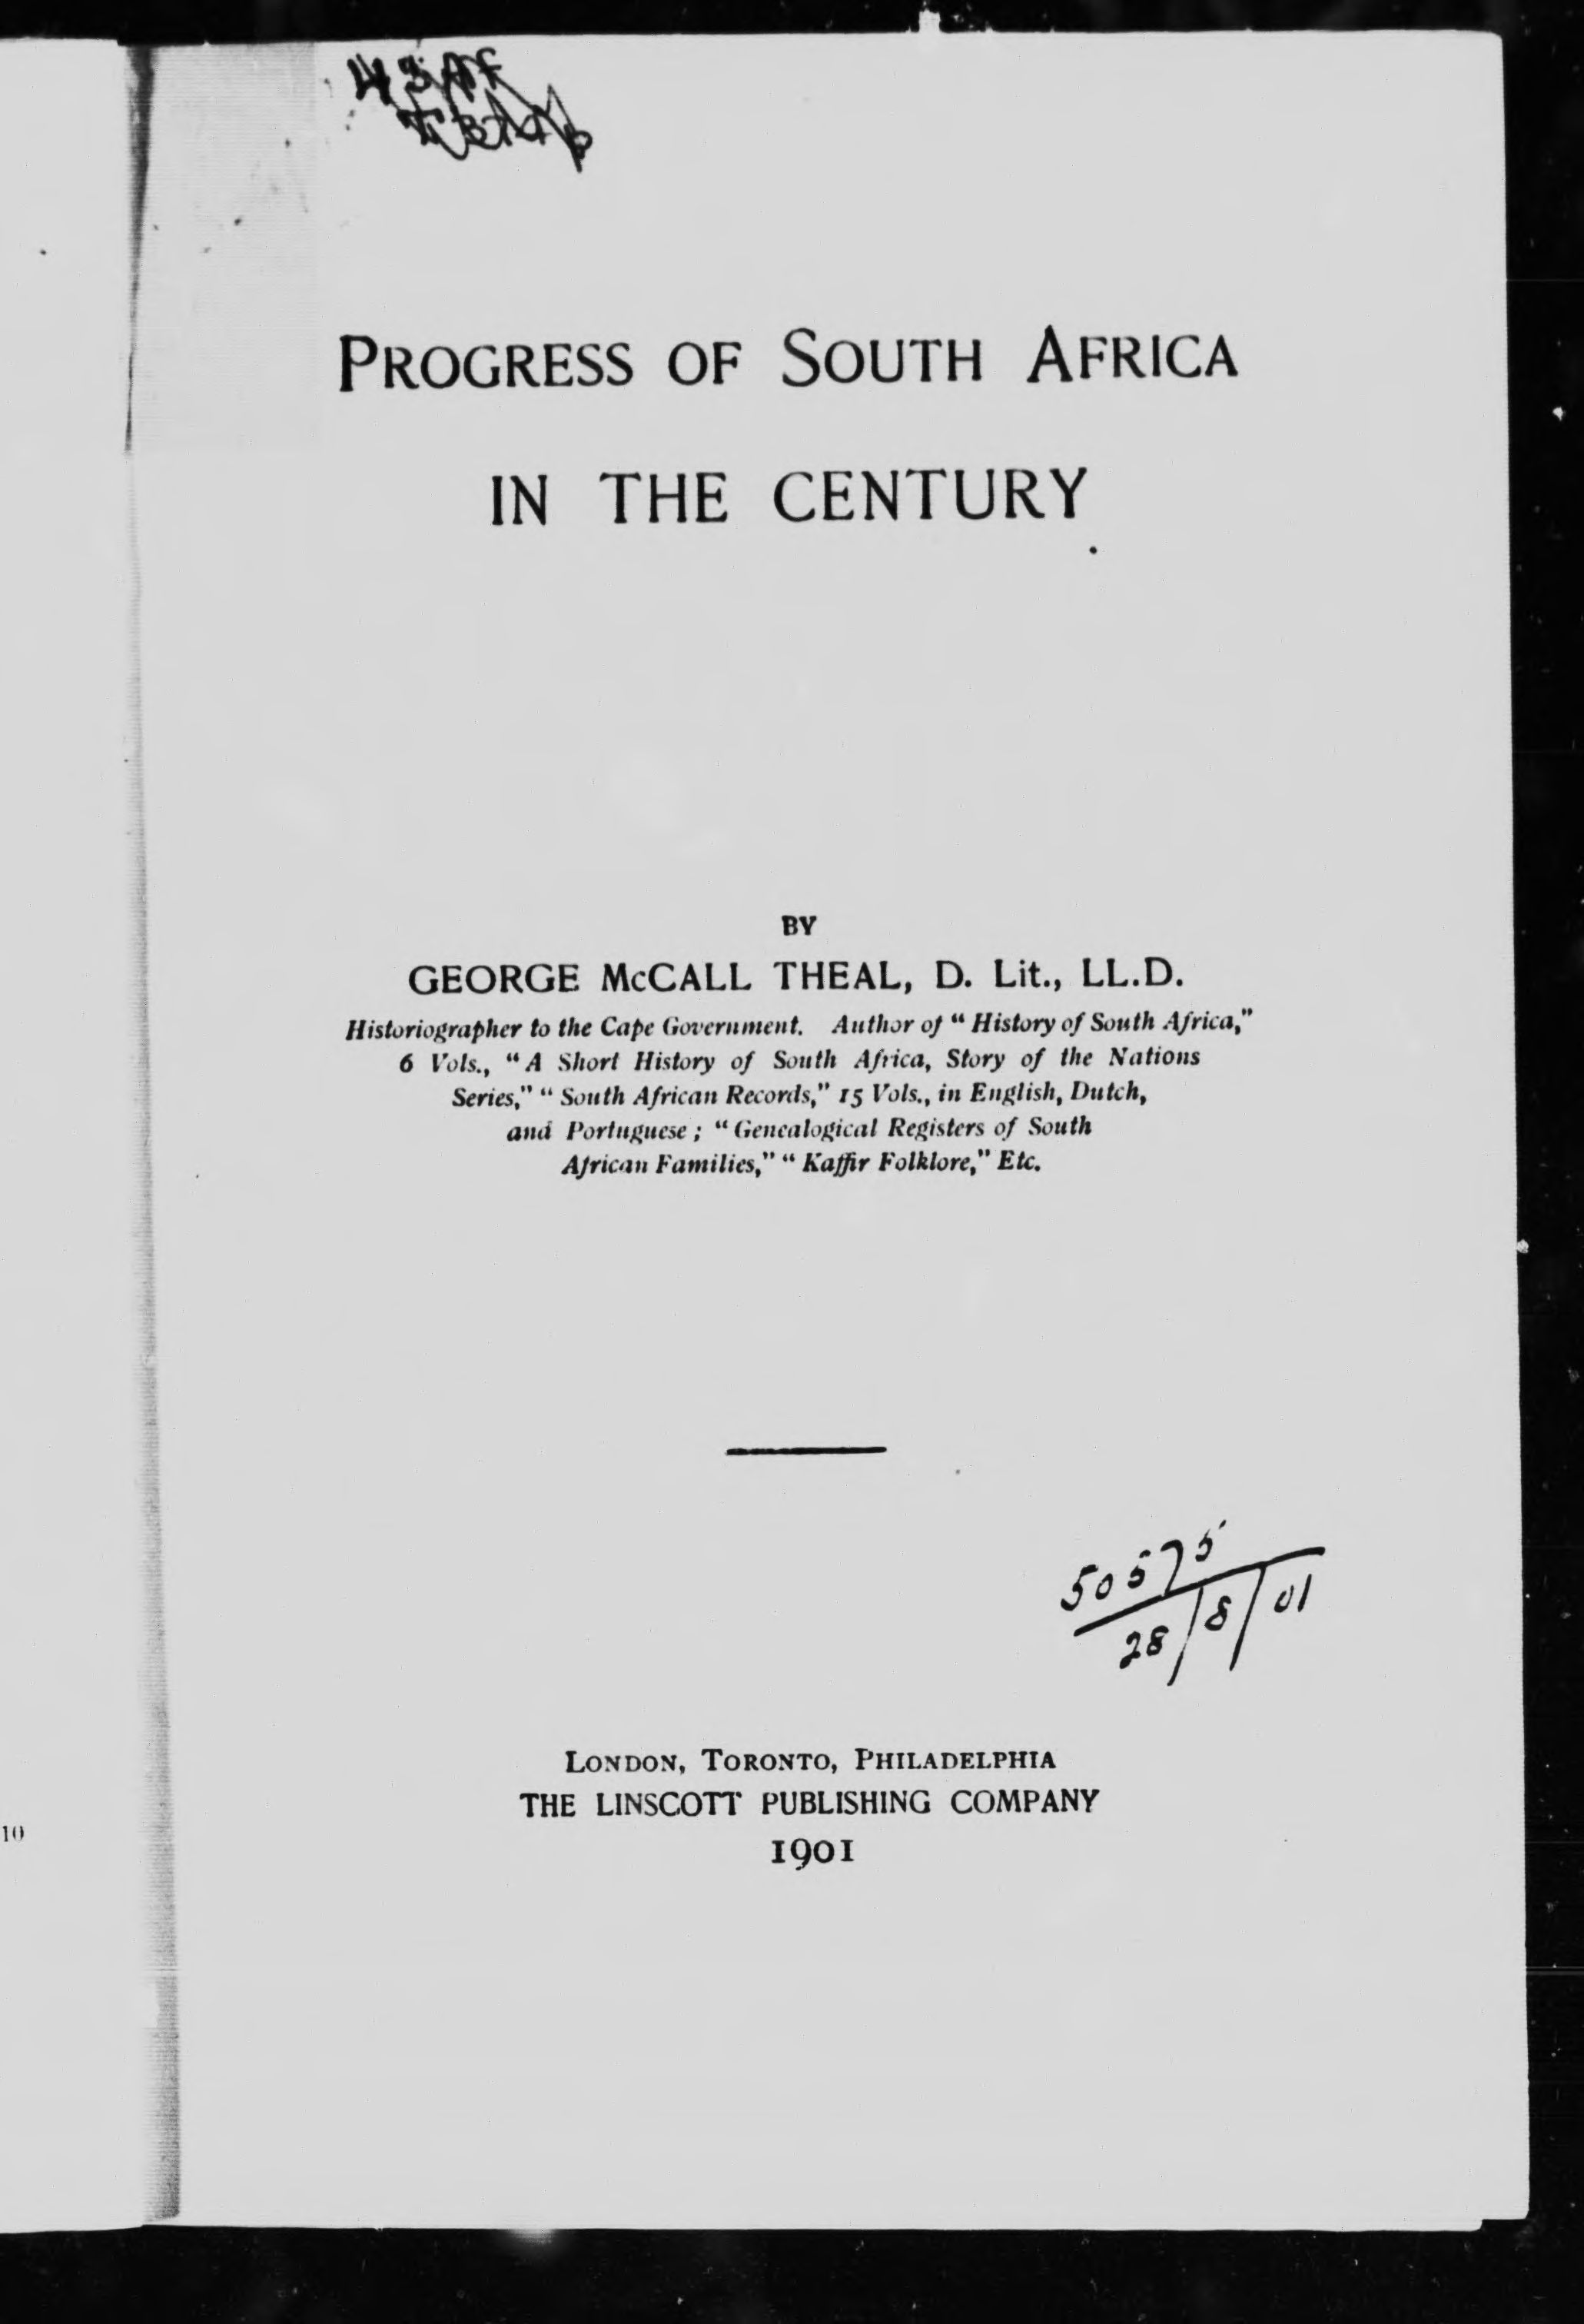 PROGRESS OF SOUTH AFRICA
IN THE CENTURY
BY
GEORGE McCALL THEAL, D. Lit., LL.D.
Historiographer to the Cape Government. Author of “ History of South Africa,”
6 Vols., “A Short History of South Africa, Story of the Nations
Series,” “ South African Records,” 15 Vols., in English, Dutch,
and Portuguese ; “ Genealogical Registers of South
African Families,” “ Kaffir Folklore,” Etc.
50575
28/8/01
LONDON, TORONTO, PHILADELPHIA
THE LINSCOTT PUBLISHING COMPANY
1901
10